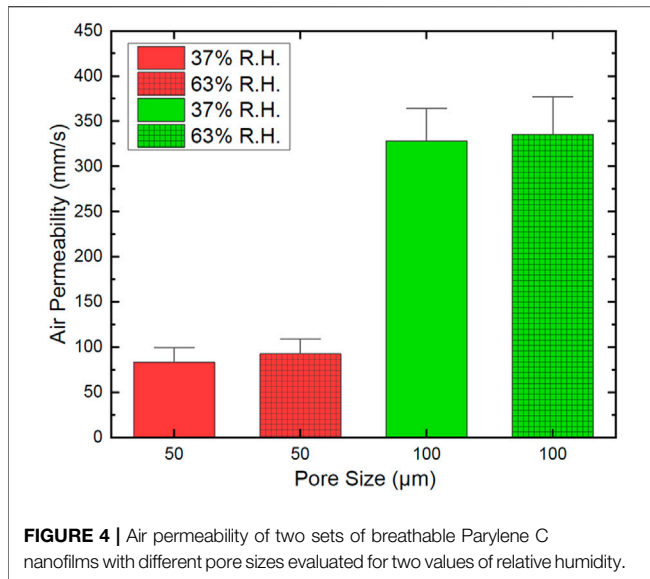 450
400
350
300
250
200
150
100
50
0
Air Permeability (mm/s)
37% R.H.
63% R.H.
37% R.H.
63% R.H.
50 50 100 100
Pore Size (µm)
FIGURE 4 | Air permeability of two sets of breathable Parylene C
nanofilms with different pore sizes evaluated for two values of relative humidity.